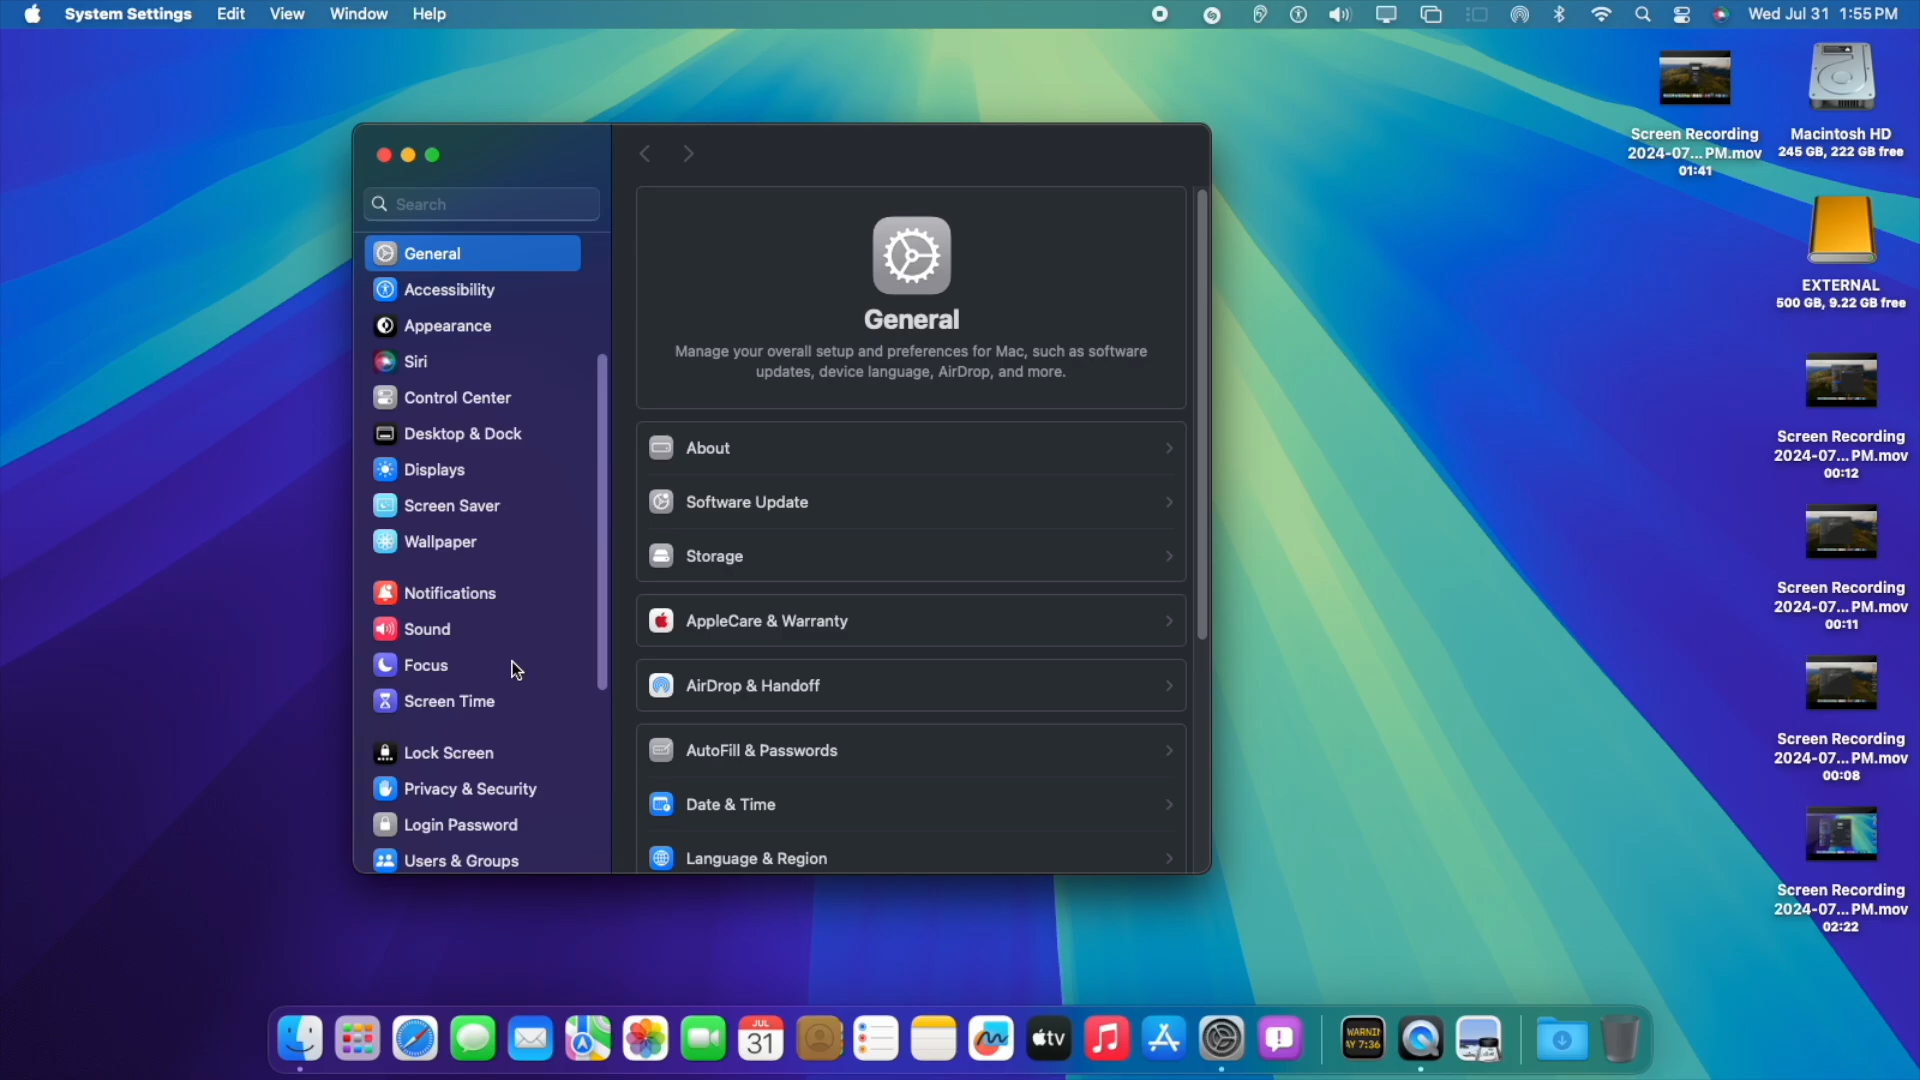 System Settings Edit View Window Help
Wed Jul 31 1:55 PM
Search
General
Accessibility
Appearance
Siri
Control Center
Desktop & Dock
Displays
Screen Saver
Wallpaper
Notifications
Sound
Focus
Screen Time
Lock Screen
Privacy & Security
Login Password
Users & Groups
General
Manage your overall setup and preferences for Mac, such as software
updates, device language, AirDrop, and more.
About
Software Update
Storage
AppleCare & Warranty
AirDrop & Handoff
AutoFill & Passwords
Date & Time
Language & Region
Screen Recording
2024-07...PM.mov
01:41
Macintosh HD
245 GB, 222 GB free
EXTERNAL
500 GB, 9.22 GB free
Screen Recording
2024-07...PM.mov
00:12
Screen Recording
2024-07...PM.mov
00:11
Screen Recording
2024-07...PM.mov
00:08
Screen Recording
2024-07...PM.mov
02:22
JUL
31
tv
WARNIN
AY 7:36